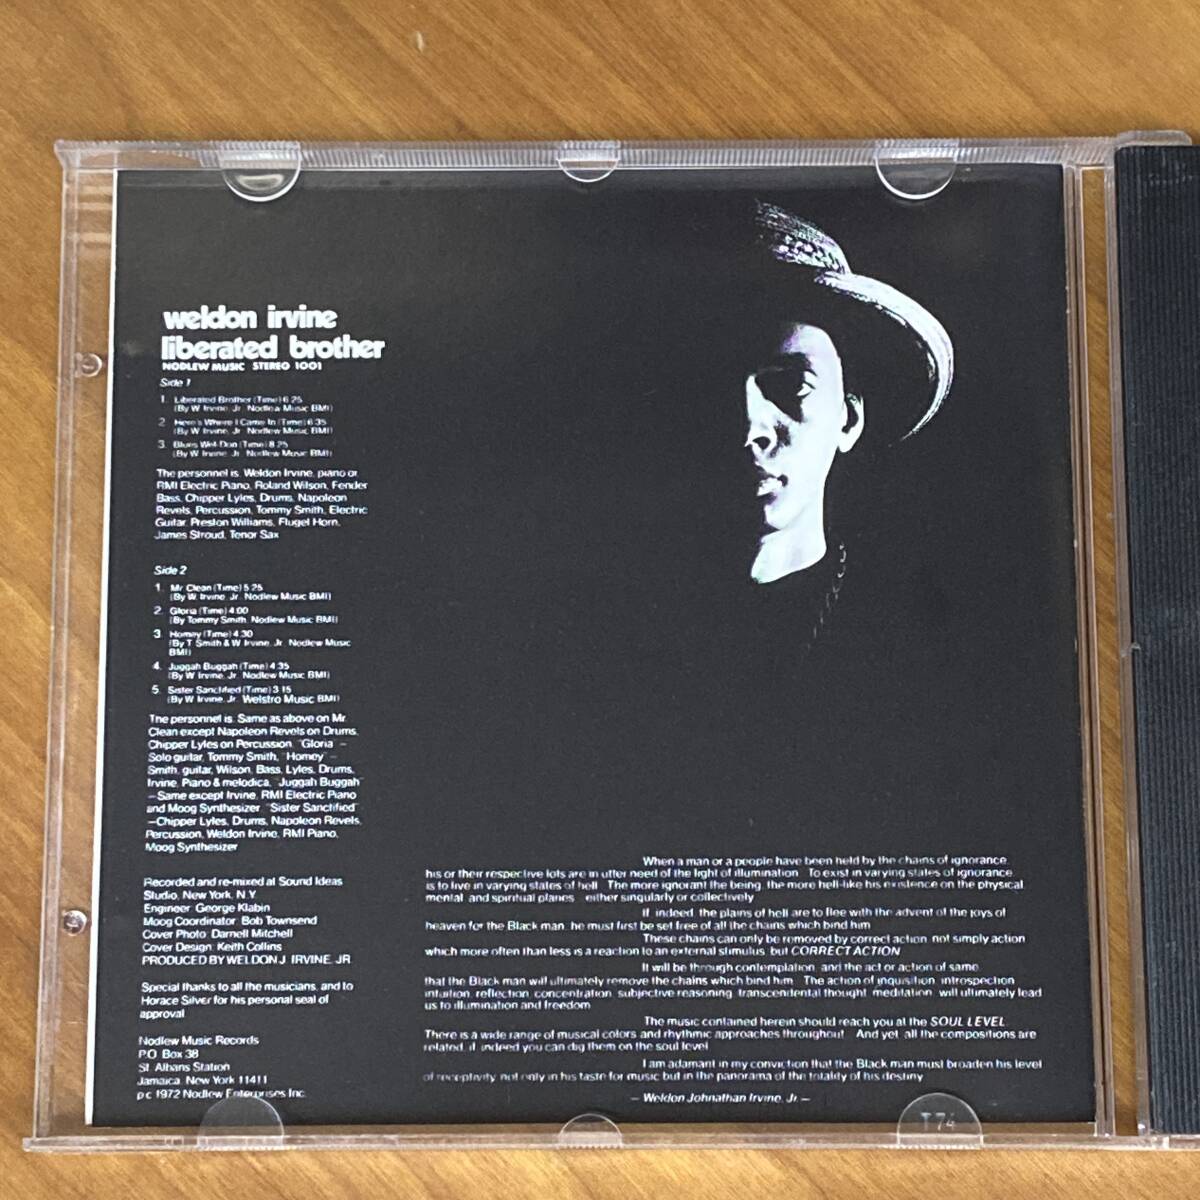 weldon irvine
liberated brother
NODLEW MUSIC STEREO 1001
Side 1
1. Liberated Brother (Time) 6:25
(By W. Irvine, Jr. Nodlew Music BMI)
2. Here's Where I Came In (Time) 6:35
(By W. Irvine, Jr. Nodlew Music BMI)
3. Blues Wel-Don (Time) 8:25
(By W. Irvine, Jr. Nodlew Music BMI)
The personnel is. Weldon Irvine, piano or
RMI Electric Piano, Roland Wilson, Fender
Bass, Chipper Lyles, Drums, Napoleon
Revels, Percussion, Tommy Smith, Electric
Guitar, Preston Williams, Flugel Horn,
James Stroud, Tenor Sax
Side 2
1. Mr. Clean (Time) 5:25
(By W. Irvine, Jr. Nodlew Music BMI)
2. Gloria (Time) 4:00
(By Tommy Smith, Nodlew Music BMI)
3. Homey (Time) 4:30
(By T. Smith & W. Irvine, Jr. Nodlew Music
BMI)
4. Juggah Buggah (Time) 4:35
(By W. Irvine, Jr. Nodlew Music BMI)
5. Sister Sanctified (Time) 3:15
(By W. Irvine, Jr. Welstro Music BMI)
The personnel is. Same as above on Mr.
Clean except Napoleon Revels on Drums,
Chipper Lyles on Percussion, "Gloria" –
Solo guitar, Tommy Smith, "Homey" –
Smith, guitar, Wilson, Bass, Lyles, Drums,
Irvine, Piano & melodica, "Juggah Buggah"
–Same except Irvine, RMI Electric Piano
and Moog Synthesizer. "Sister Sanctified"
–Chipper Lyles, Drums, Napoleon Revels,
Percussion, Weldon Irvine, RMI Piano,
Moog Synthesizer
Recorded and re-mixed at Sound Ideas
Studio, New York, N.Y.
Engineer: George Klabin
Moog Coordinator: Bob Townsend
Cover Photo: Darnell Mitchell
Cover Design: Keith Collins
PRODUCED BY WELDON J. IRVINE, JR.
Special thanks to all the musicians, and to
Horace Silver for his personal seal of
approval
Nodlew Music Records
P.O. Box 38
St. Albans Station
Jamaica, New York 11411
p c 1972 Nodlew Enterprises Inc.
When a man or a people have been held by the chains of ignorance,
his or their respective lots are in utter need of the light of illumination. To exist in varying states of ignorance
is to live in varying states of hell. The more ignorant the being, the more hell-like his existence on the physical,
mental, and spiritual planes either singularly or collectively
If, indeed, the plains of hell are to flee with the advent of the joys of
heaven for the Black man, he must first be set free of all the chains which bind him
These chains can only be removed by correct action, not simply action
which more often than less is a reaction to an external stimulus, but CORRECT ACTION
It will be through contemplation, and the act or action of same,
that the Black man will ultimately remove the chains which bind him. The action of inquisition, introspection,
intuition, reflection, concentration, subjective reasoning, transcendental thought, meditation, will ultimately lead
us to illumination and freedom
The music contained herein should reach you at the SOUL LEVEL
There is a wide range of musical colors and rhythmic approaches throughout. And yet, all the compositions are
related, if, indeed you can dig them on the soul level
I am adamant in my conviction that the Black man must broaden his level
of receptivity, not only in his taste for music but in the panorama of the totality of his destiny
– Weldon Johnathan Irvine, Jr. –
T 74